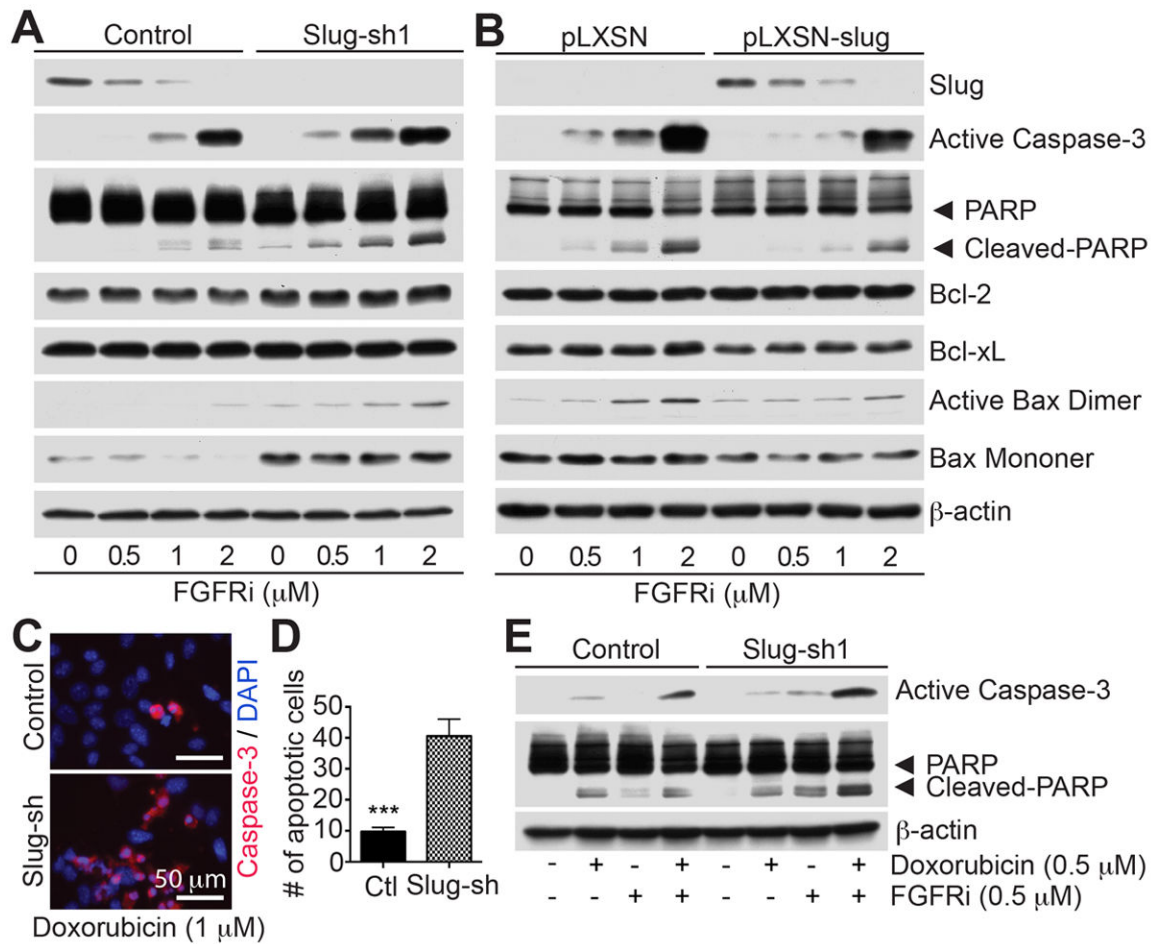 A
Control Slug-sh1
B
pLXSN pLXSN-slug
Slug
Active Caspase-3
PARP
Cleaved-PARP
Bcl-2
Bcl-xL
Active Bax Dimer
Bax Mononer
β-actin
0 0.5 1 2 0 0.5 1 2
FGFRi (μM)
0 0.5 1 2 0 0.5 1 2
FGFRi (μM)
C
Control
Slug-sh
Caspase-3 / DAPI
50 μm
Doxorubicin (1 μM)
D
# of apoptotic cells
50
40
30
20
10
0
***
Ctl Slug-sh
E
Control Slug-sh1
Active Caspase-3
PARP
Cleaved-PARP
β-actin
- + - + - + - + Doxorubicin (0.5 μM)
- - + + - - + + FGFRi (0.5 μM)